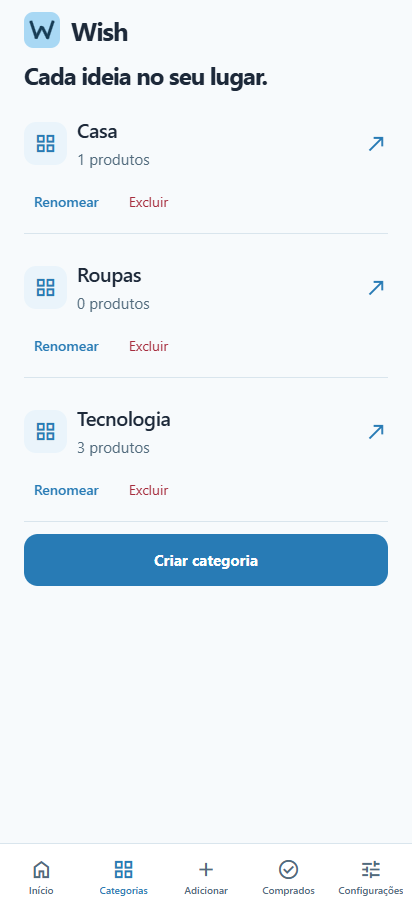 W Wish
Cada ideia no seu lugar.
Casa
1 produtos
Renomear Excluir
Roupas
0 produtos
Renomear Excluir
Tecnologia
3 produtos
Renomear Excluir
Criar categoria
Início Categorias Adicionar Comprados Configurações